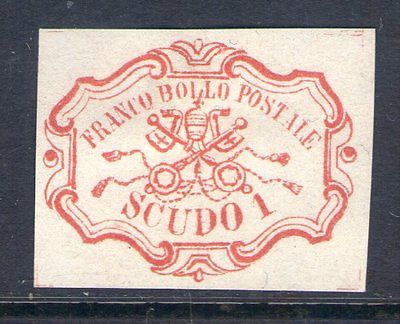 FRANCO BOLLO POSTALE
SCUDO 1